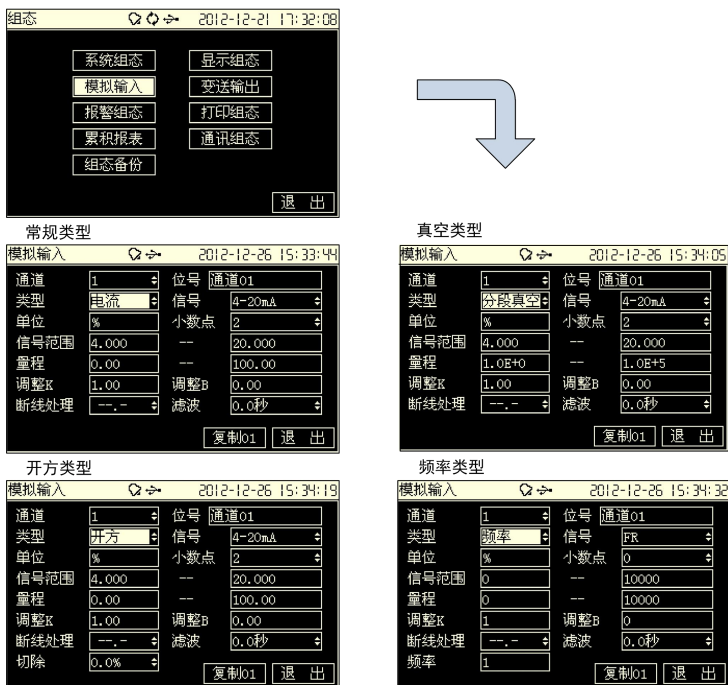 组态 2012-12-21 17:32:08
系统组态 显示组态
模拟输入 变送输出
报警组态 打印组态
累积报表 通讯组态
组态备份
退 出
常规类型
模拟输入 2012-12-26 15:33:44
通道 1 位号 通道01
类型 电流 信号 4-20mA
单位 % 小数点 2
信号范围 4.000 -- 20.000
量程 0.00 -- 100.00
调整K 1.00 调整B 0.00
断线处理 --.- 滤波 0.0秒
复制01 退 出
真空类型
模拟输入 2012-12-26 15:34:05
通道 1 位号 通道01
类型 分段真空 信号 4-20mA
单位 % 小数点 2
信号范围 4.000 -- 20.000
量程 1.0E+0 -- 1.0E+5
调整K 1.00 调整B 0.00
断线处理 --.- 滤波 0.0秒
复制01 退 出
开方类型
模拟输入 2012-12-26 15:34:19
通道 1 位号 通道01
类型 开方 信号 4-20mA
单位 % 小数点 2
信号范围 4.000 -- 20.000
量程 0.00 -- 100.00
调整K 1.00 调整B 0.00
断线处理 --.- 滤波 0.0秒
切除 0.0%
复制01 退 出
频率类型
模拟输入 2012-12-26 15:34:32
通道 1 位号 通道01
类型 频率 信号 FR
单位 % 小数点 0
信号范围 0 -- 10000
量程 0 -- 10000
调整K 1 调整B 0
断线处理 --.- 滤波 0.0秒
频率 1
复制01 退 出